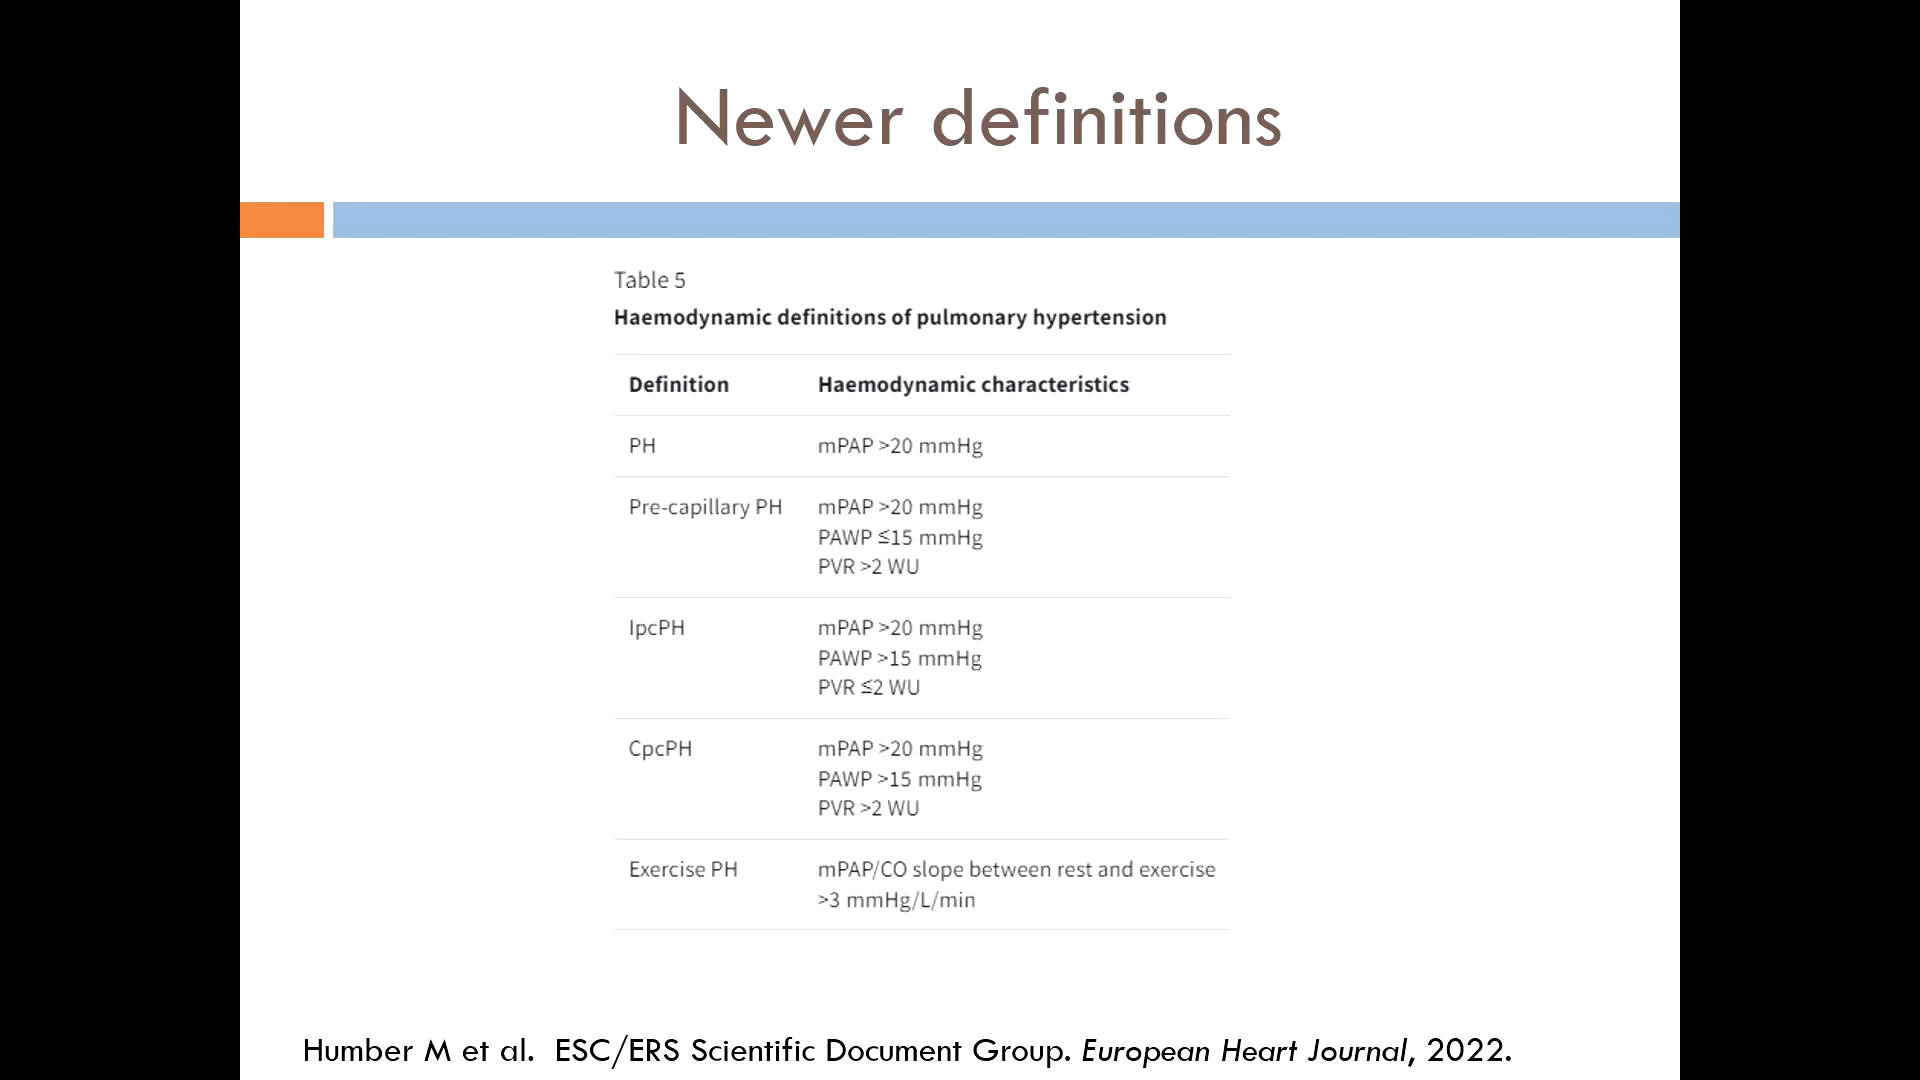 Newer definitions
Table 5
Haemodynamic definitions of pulmonary hypertension
Definition Haemodynamic characteristics
PH mPAP >20 mmHg
Pre-capillary PH mPAP >20 mmHg
PAWP ≤15 mmHg
PVR >2 WU
IpcPH mPAP >20 mmHg
PAWP >15 mmHg
PVR ≤2 WU
CpcPH mPAP >20 mmHg
PAWP >15 mmHg
PVR >2 WU
Exercise PH mPAP/CO slope between rest and exercise
>3 mmHg/L/min
Humber M et al. ESC/ERS Scientific Document Group. European Heart Journal, 2022.